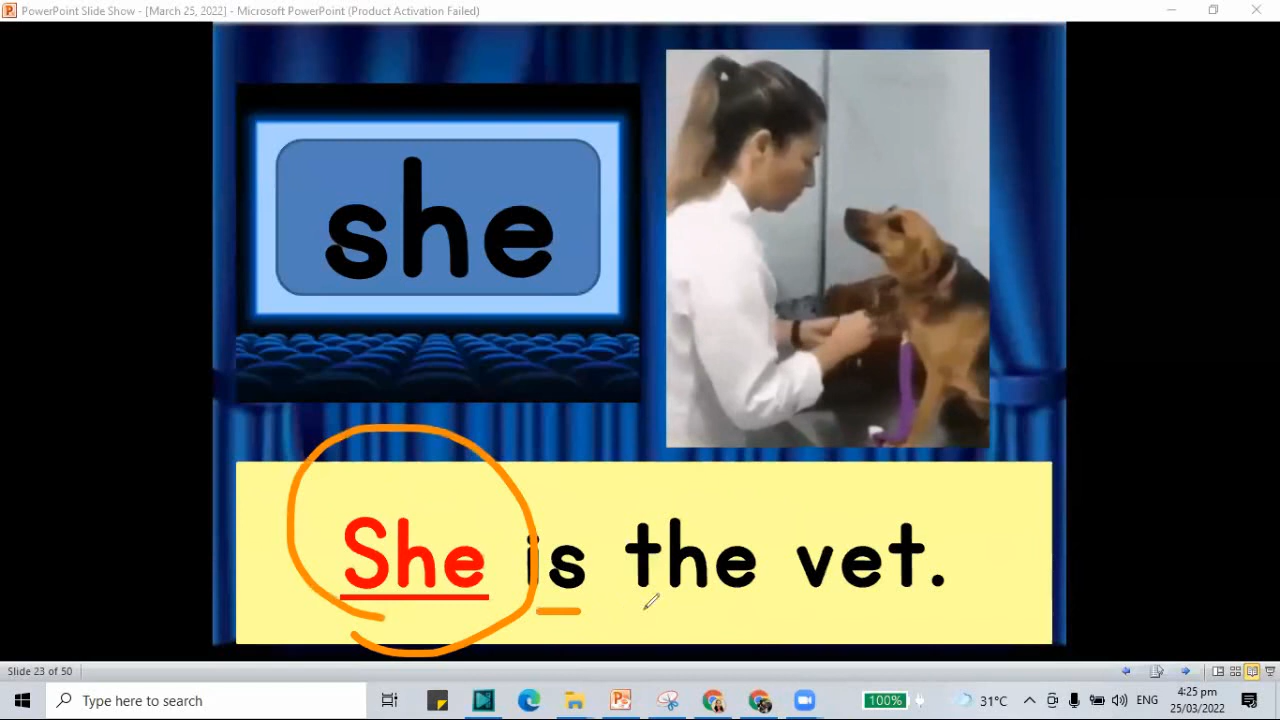 PowerPoint Slide Show - [March 25, 2022] - Microsoft PowerPoint (Product Activation Failed)
she
She is the vet.
Slide 23 of 50
Type here to search
100%
31°C
ENG
4:25 pm
25/03/2022